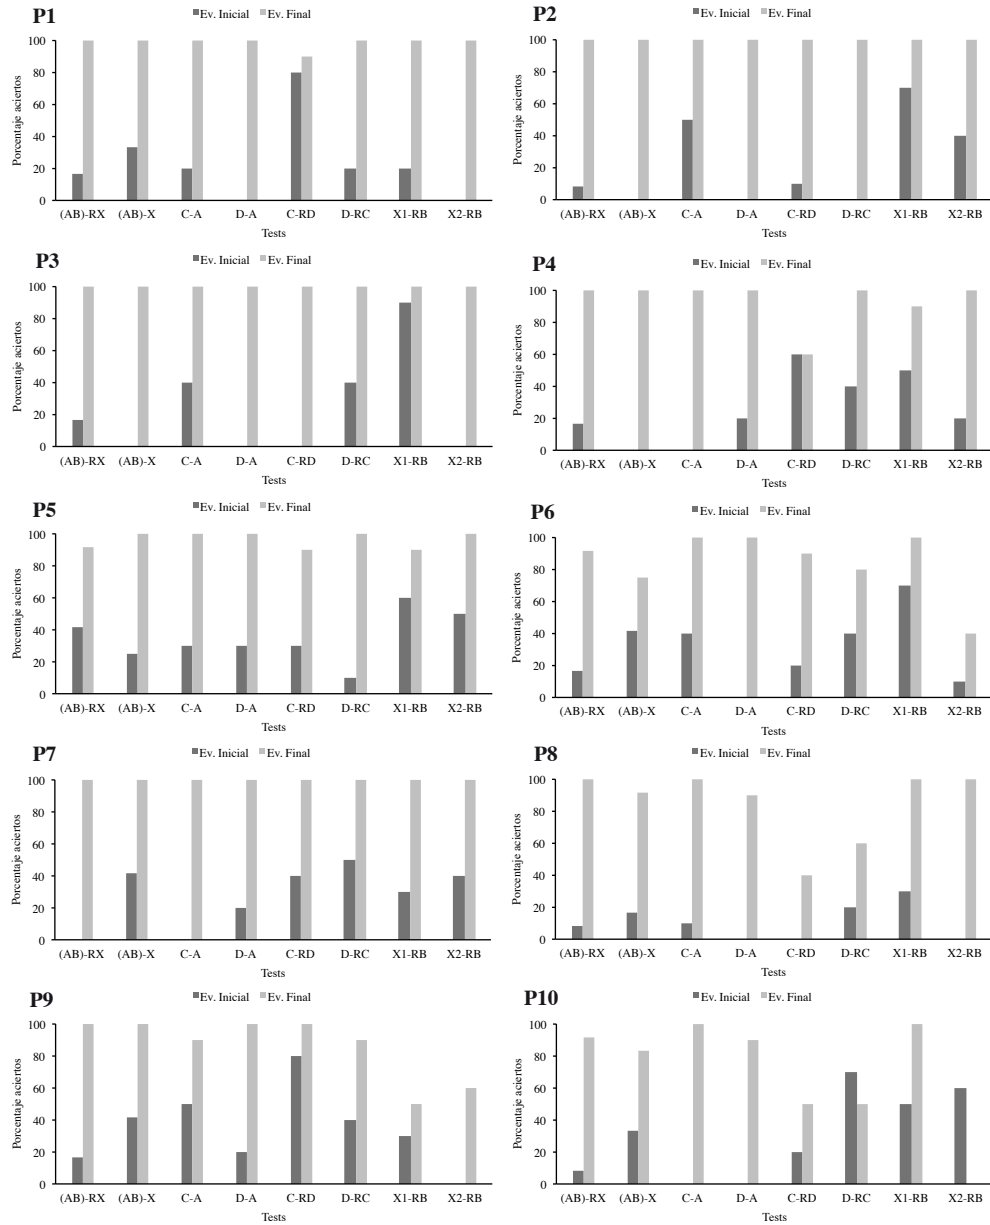 P1
Ev. Inicial Ev. Final
Porcentaje aciertos
100
80
60
40
20
0
(AB)-RX (AB)-X C-A D-A C-RD D-RC X1-RB X2-RB
Tests
P2
Ev. Inicial Ev. Final
Porcentaje aciertos
100
80
60
40
20
0
(AB)-RX (AB)-X C-A D-A C-RD D-RC X1-RB X2-RB
Tests
P3
Ev. Inicial Ev. Final
Porcentaje aciertos
100
80
60
40
20
0
(AB)-RX (AB)-X C-A D-A C-RD D-RC X1-RB X2-RB
Tests
P4
Ev. Inicial Ev. Final
Porcentaje aciertos
100
80
60
40
20
0
(AB)-RX (AB)-X C-A D-A C-RD D-RC X1-RB X2-RB
Tests
P5
Ev. Inicial Ev. Final
Porcentaje aciertos
100
80
60
40
20
0
(AB)-RX (AB)-X C-A D-A C-RD D-RC X1-RB X2-RB
Tests
P6
Ev. Inicial Ev. Final
Porcentaje aciertos
100
80
60
40
20
0
(AB)-RX (AB)-X C-A D-A C-RD D-RC X1-RB X2-RB
Tests
P7
Ev. Inicial Ev. Final
Porcentaje aciertos
100
80
60
40
20
0
(AB)-RX (AB)-X C-A D-A C-RD D-RC X1-RB X2-RB
Tests
P8
Ev. Inicial Ev. Final
Porcentaje aciertos
100
80
60
40
20
0
(AB)-RX (AB)-X C-A D-A C-RD D-RC X1-RB X2-RB
Tests
P9
Ev. Inicial Ev. Final
Porcentaje aciertos
100
80
60
40
20
0
(AB)-RX (AB)-X C-A D-A C-RD D-RC X1-RB X2-RB
Tests
P10
Ev. Inicial Ev. Final
Porcentaje aciertos
100
80
60
40
20
0
(AB)-RX (AB)-X C-A D-A C-RD D-RC X1-RB X2-RB
Tests